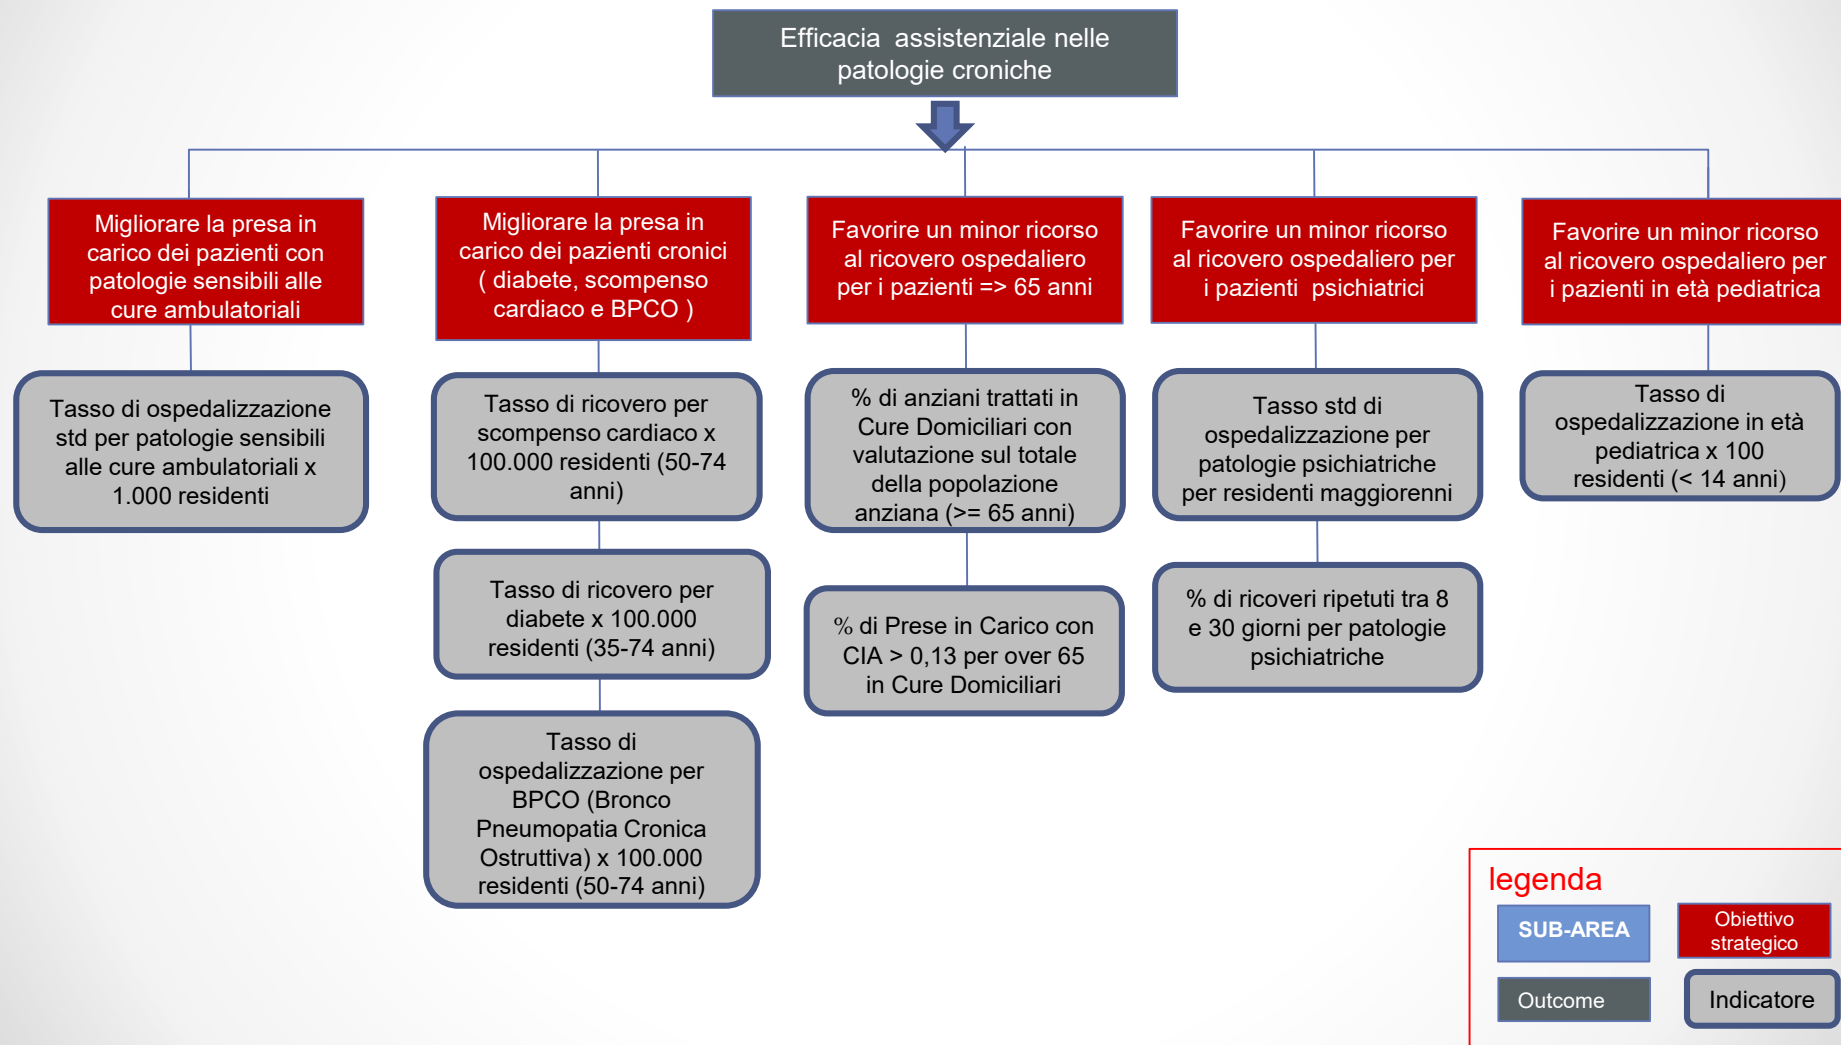 Efficacia assistenziale nelle
patologie croniche
Migliorare la presa in
carico dei pazienti con
patologie sensibili alle
cure ambulatoriali
Migliorare la presa in
carico dei pazienti cronici
( diabete, scompenso
cardiaco e BPCO )
Favorire un minor ricorso
al ricovero ospedaliero
per i pazienti => 65 anni
Favorire un minor ricorso
al ricovero ospedaliero per
i pazienti psichiatrici
Favorire un minor ricorso
al ricovero ospedaliero per
i pazienti in età pediatrica
Tasso di ospedalizzazione
std per patologie sensibili
alle cure ambulatoriali x
1.000 residenti
Tasso di ricovero per
scompenso cardiaco x
100.000 residenti (50-74
anni)
% di anziani trattati in
Cure Domiciliari con
valutazione sul totale
della popolazione
anziana (>= 65 anni)
Tasso std di
ospedalizzazione per
patologie psichiatriche
per residenti maggiorenni
Tasso di
ospedalizzazione in età
pediatrica x 100
residenti (< 14 anni)
Tasso di ricovero per
diabete x 100.000
residenti (35-74 anni)
% di Prese in Carico con
CIA > 0,13 per over 65
in Cure Domiciliari
% di ricoveri ripetuti tra 8
e 30 giorni per patologie
psichiatriche
Tasso di
ospedalizzazione per
BPCO (Bronco
Pneumopatia Cronica
Ostruttiva) x 100.000
residenti (50-74 anni)
legenda
SUB-AREA
Obiettivo
strategico
Outcome
Indicatore